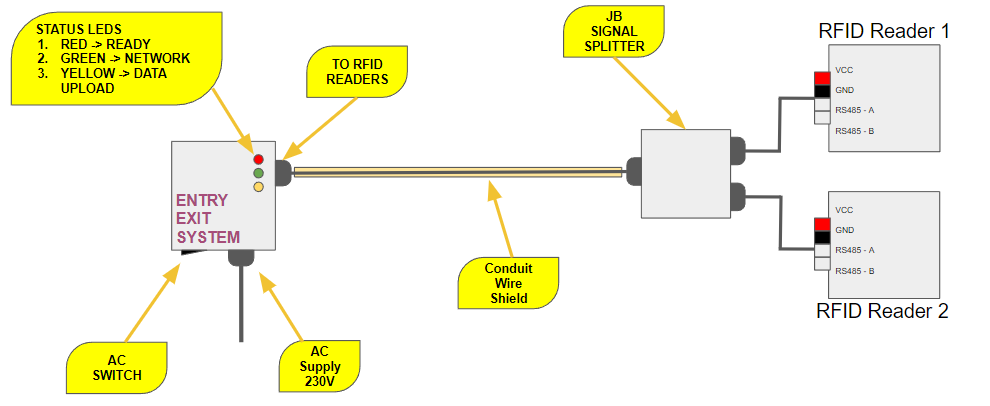 STATUS LEDS
1. RED -> READY
2. GREEN -> NETWORK
3. YELLOW -> DATA
UPLOAD
TO RFID
READERS
JB
SIGNAL
SPLITTER
RFID Reader 1
VCC
GND
RS485 - A
RS485 - B
ENTRY
EXIT
SYSTEM
Conduit
Wire
Shield
VCC
GND
RS485 - A
RS485 - B
RFID Reader 2
AC
SWITCH
AC
Supply
230V